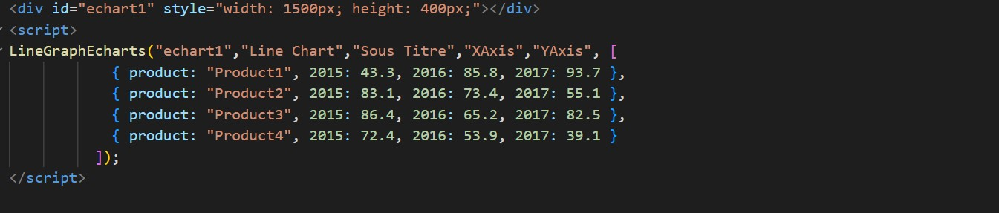 <div id="echart1" style="width: 1500px; height: 400px;"></div>
<script>
LineGraphEcharts("echart1","Line Chart","Sous Titre","XAxis","YAxis", [
{ product: "Product1", 2015: 43.3, 2016: 85.8, 2017: 93.7 },
{ product: "Product2", 2015: 83.1, 2016: 73.4, 2017: 55.1 },
{ product: "Product3", 2015: 86.4, 2016: 65.2, 2017: 82.5 },
{ product: "Product4", 2015: 72.4, 2016: 53.9, 2017: 39.1 }
]);
</script>